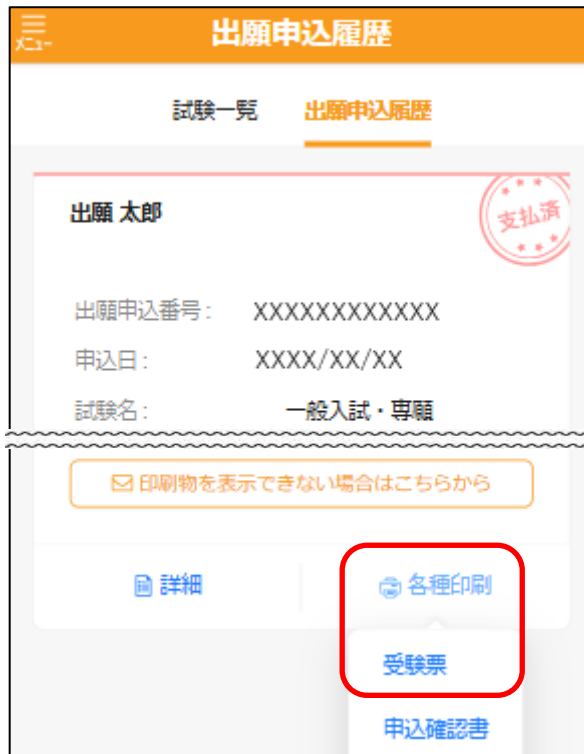 メニュー
出願申込履歴
試験一覧 出願申込履歴
出願 太郎
支払済
出願申込番号： XXXXXXXXXXXX
申込日： XXXX/XX/XX
試験名： 一般入試・専願
印刷物を表示できない場合はこちらから
詳細 各種印刷
受験票
申込確認書